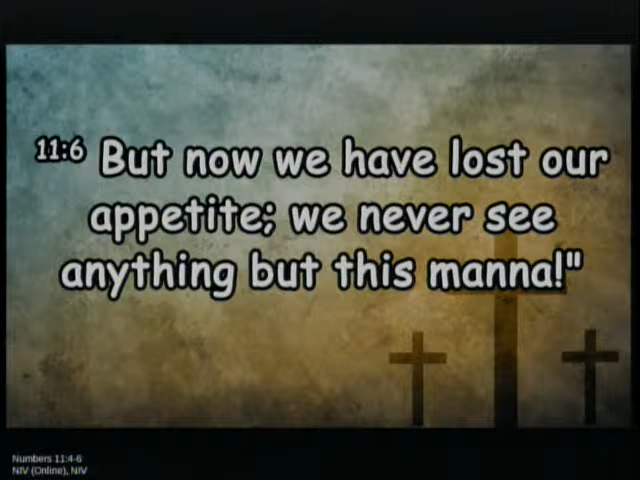 11:6 But now we have lost our
appetite; we never see
anything but this manna!"
Numbers 11:4-6
NIV (Online), NIV